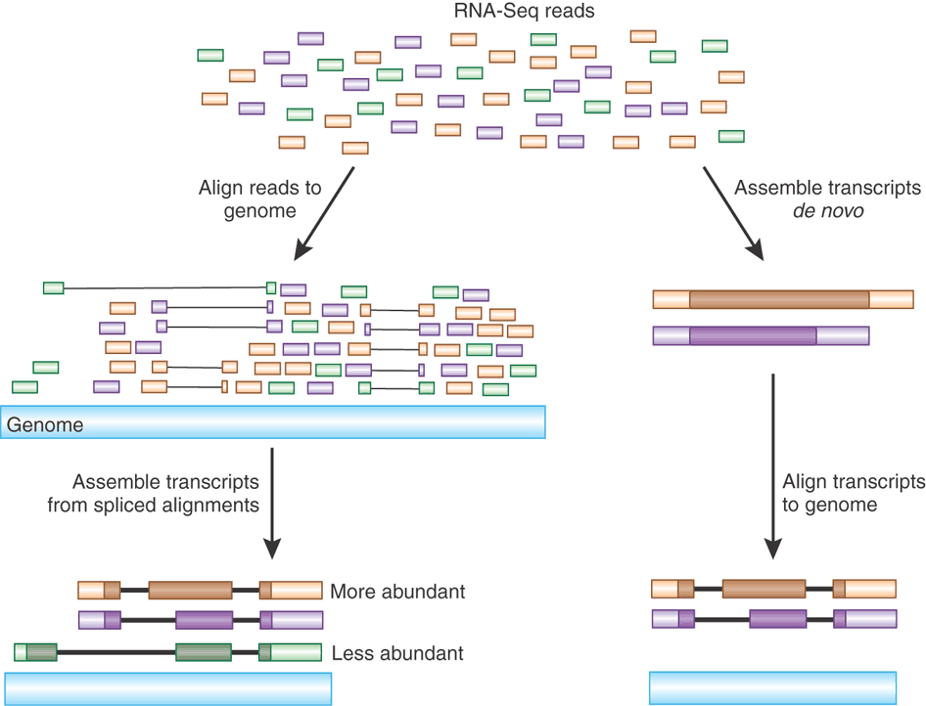 RNA-Seq reads
Align reads to
genome
Assemble transcripts
de novo
Genome
Assemble transcripts
from spliced alignments
Align transcripts
to genome
More abundant
Less abundant